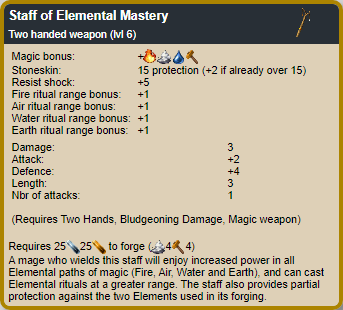 Staff of Elemental Mastery
Two handed weapon (lvl 6)
Magic bonus: +
Stoneskin: 15 protection (+2 if already over 15)
Resist shock: +5
Fire ritual range bonus: +1
Air ritual range bonus: +1
Water ritual range bonus: +1
Earth ritual range bonus: +1
Damage: 3
Attack: +2
Defence: +4
Length: 3
Nbr of attacks: 1
(Requires Two Hands, Bludgeoning Damage, Magic weapon)
Requires 25 25 to forge ( 4 4)
A mage who wields this staff will enjoy increased power in all
Elemental paths of magic (Fire, Air, Water and Earth), and can cast
Elemental rituals at a greater range. The staff also provides partial
protection against the two Elements used in its forging.